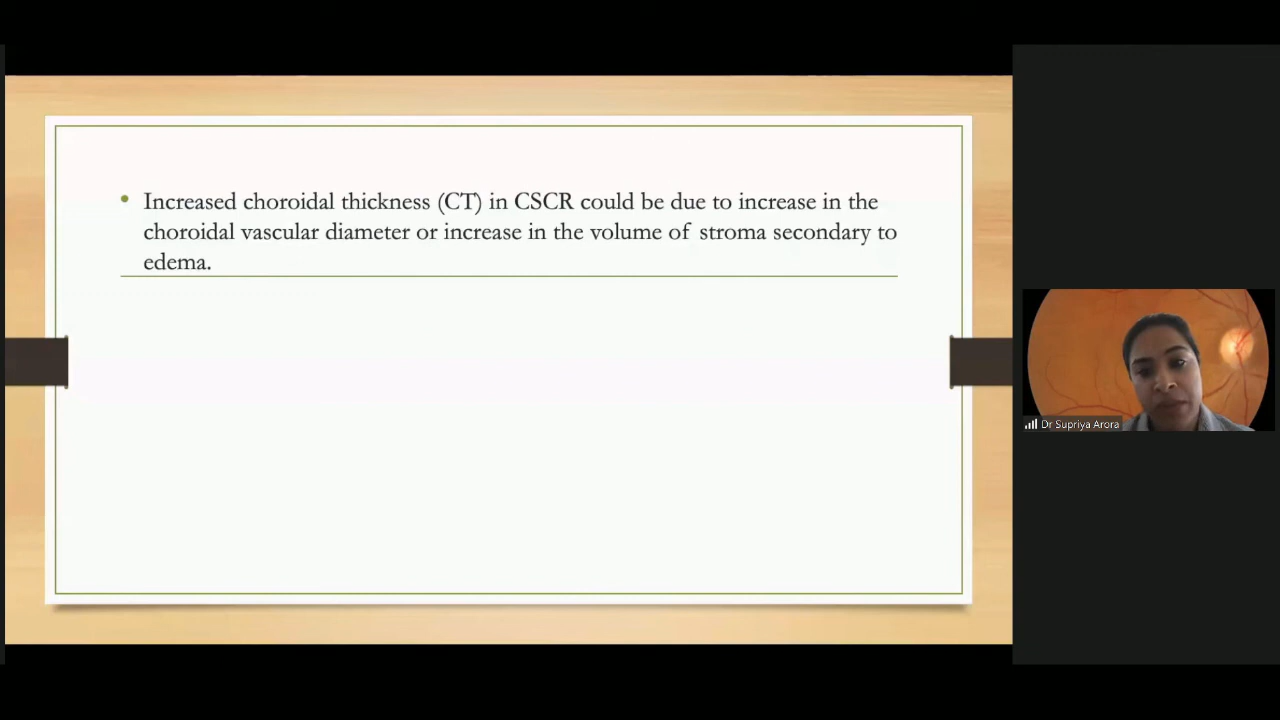 Increased choroidal thickness (CT) in CSCR could be due to increase in the
choroidal vascular diameter or increase in the volume of stroma secondary to
edema.
Dr Supriya Arora